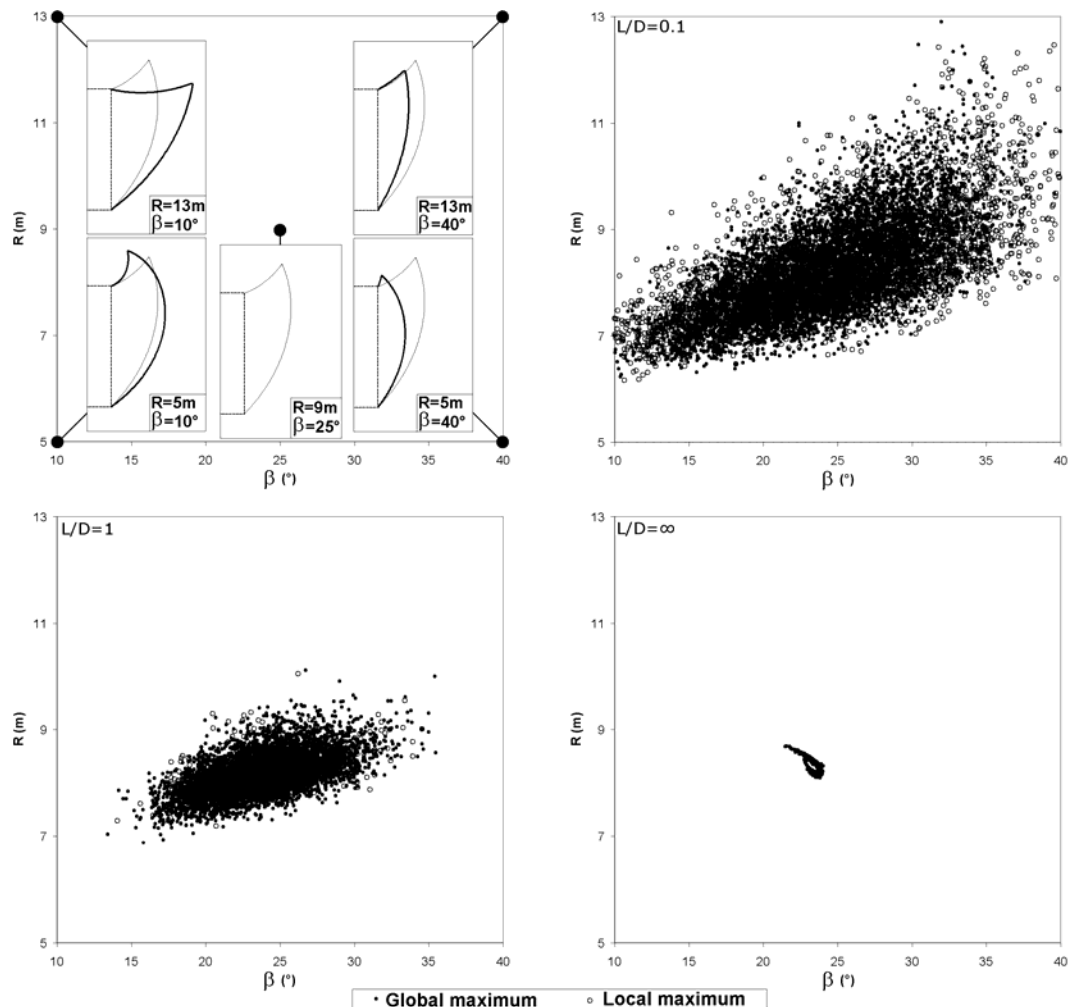 13
11
9
7
5
R (m)
R=13m
β=10°
R=13m
β=40°
R=5m
β=10°
R=9m
β=25°
R=5m
β=40°
10 15 20 25 30 35 40
β (°)
L/D=0.1
13
11
9
7
5
R (m)
10 15 20 25 30 35 40
β (°)
L/D=1
13
11
9
7
5
R (m)
10 15 20 25 30 35 40
β (°)
L/D=∞
13
11
9
7
5
R (m)
10 15 20 25 30 35 40
β (°)
• Global maximum ○ Local maximum